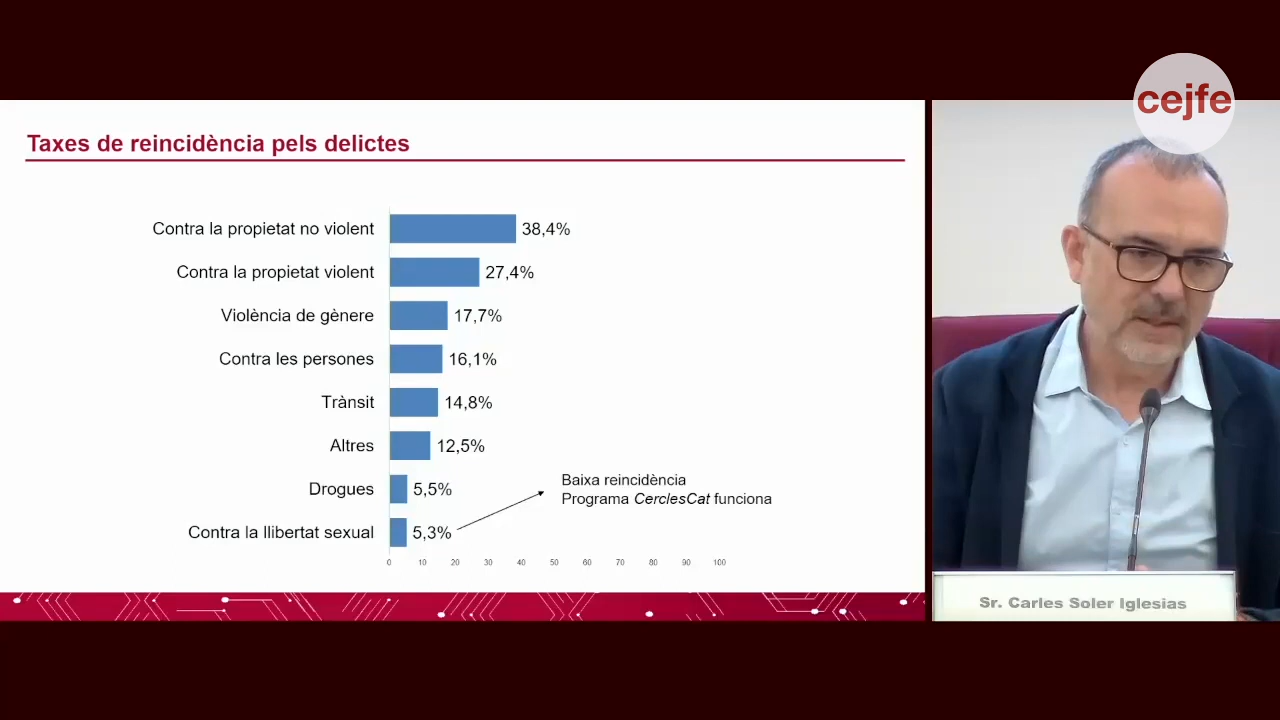 cejfe
Taxes de reincidència pels delictes
Contra la propietat no violent 38,4%
Contra la propietat violent 27,4%
Violència de gènere 17,7%
Contra les persones 16,1%
Trànsit 14,8%
Altres 12,5%
Drogues 5,5%
Baixa reincidència
Programa CerclesCat funciona
Contra la llibertat sexual 5,3%
0 10 20 30 40 50 60 70 80 90 100
Sr. Carles Soler Iglesias